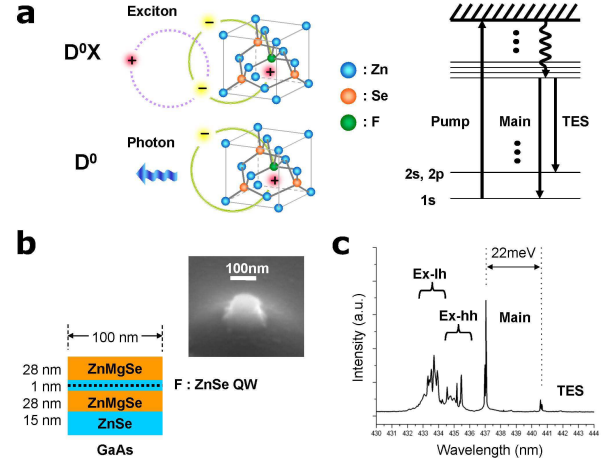 a
Exciton
D⁰X
−
+
−
+
: Zn
: Se
: F
D⁰
Photon
−
+
Pump
Main
TES
2s, 2p
1s
b
100nm
100 nm
28 nm
ZnMgSe
1 nm
F : ZnSe QW
28 nm
ZnMgSe
15 nm
ZnSe
GaAs
c
22meV
Ex-lh
Ex-hh
Main
TES
Intensity (a.u.)
430 431 432 433 434 435 436 437 438 439 440 441 442 443 444
Wavelength (nm)